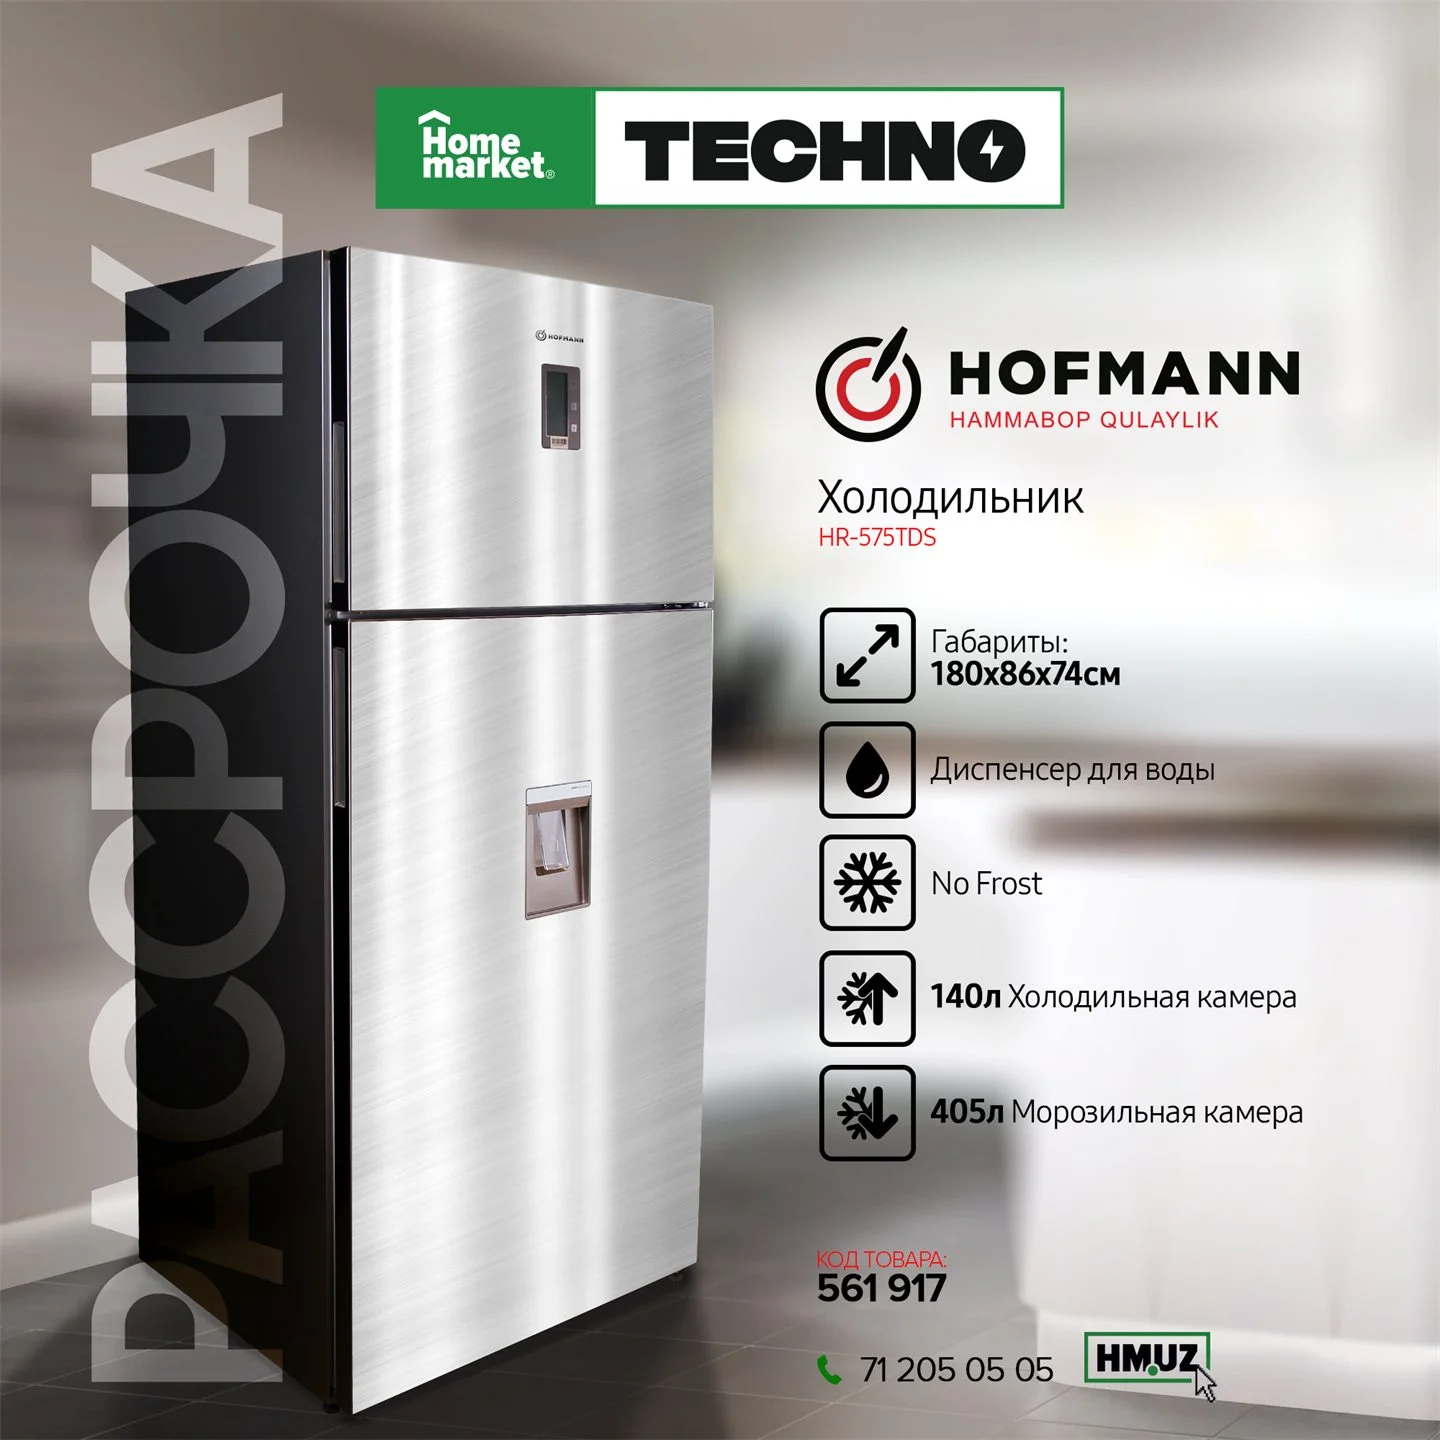 Home
market®
TECHNO
РАССРОЧКА
HOFMANN
HOFMANN
HAMMABOP QULAYLIK
Холодильник
HR-575TDS
Габариты:
180х86х74см
Диспенсер для воды
No Frost
140л Холодильная камера
405л Морозильная камера
КОД ТОВАРА:
561 917
71 205 05 05
HM.UZ